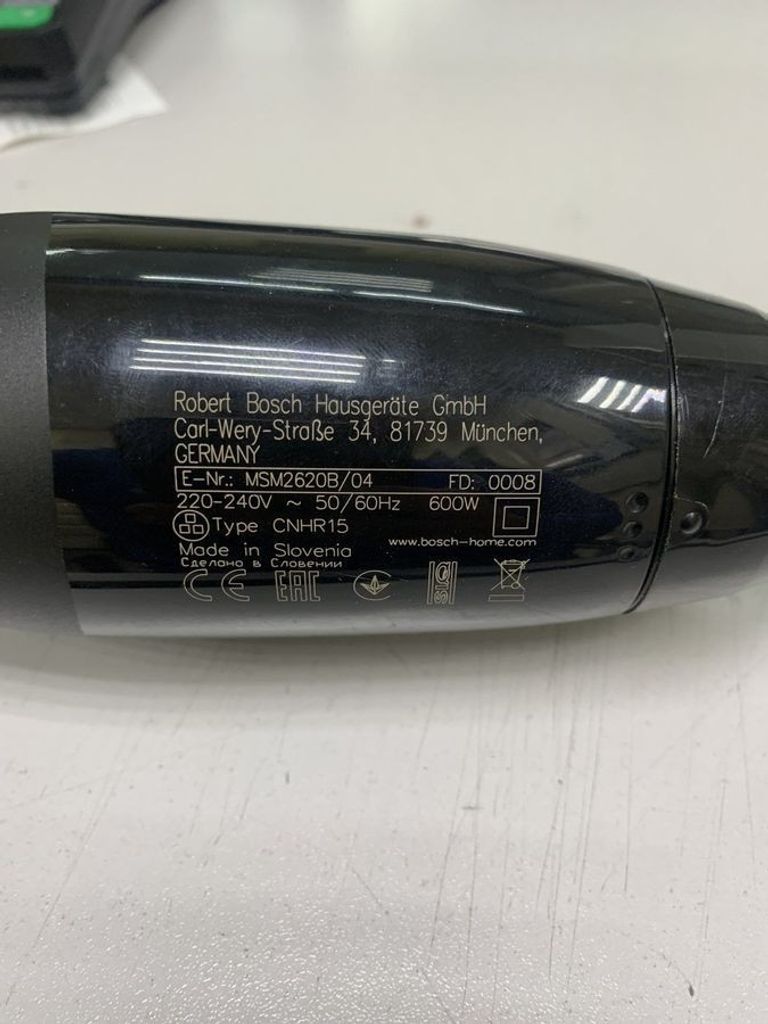 Robert Bosch Hausgeräte GmbH
Carl-Wery-Straße 34, 81739 München,
GERMANY
E-Nr.: MSM2620B/04 FD: 0008
220-240V ~ 50/60Hz 600W
Type CNHR15
www.bosch-home.com
Made in Slovenia
Сделано в Словении
CE EAC